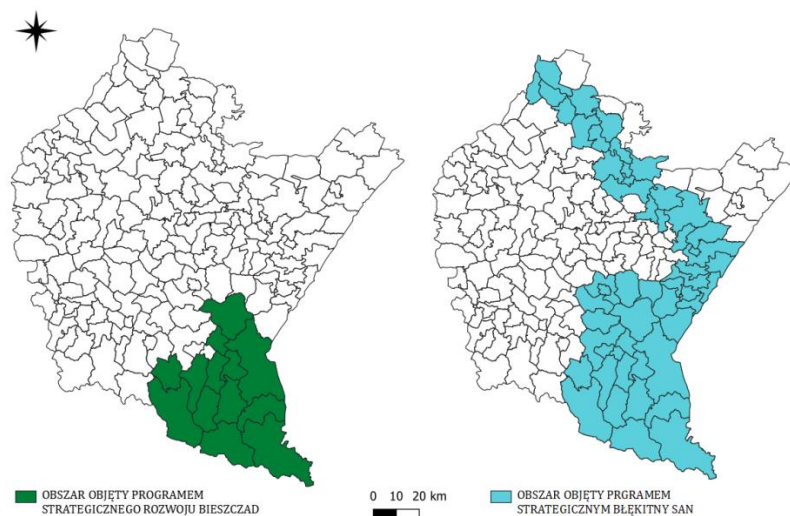 OBSZAR OBJĘTY PROGRAMEM
STRATEGICZNEGO ROZWOJU BIESZCZAD
0 10 20 km
OBSZAR OBJĘTY PRGRAMEM
STRATEGICZNYM BŁĘKITNY SAN